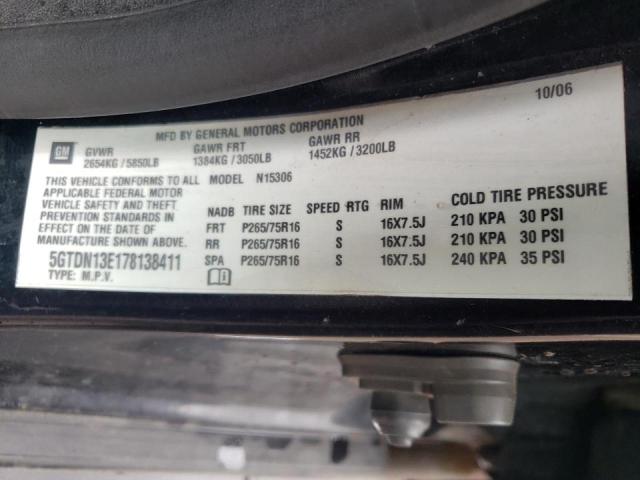 10/06
MFD BY GENERAL MOTORS CORPORATION
GM
GVWR GAWR FRT GAWR RR
2654KG / 5850LB 1384KG / 3050LB 1452KG / 3200LB
THIS VEHICLE CONFORMS TO ALL
APPLICABLE FEDERAL MOTOR
VEHICLE SAFETY AND THEFT
PREVENTION STANDARDS IN
EFFECT ON THE DATE OF
MANUFACTURE SHOWN ABOVE.
5GTDN13E178138411
TYPE: M.P.V.
MODEL N15306
NADB TIRE SIZE SPEED RTG RIM COLD TIRE PRESSURE
FRT P265/75R16 S 16X7.5J 210 KPA 30 PSI
RR P265/75R16 S 16X7.5J 210 KPA 30 PSI
SPA P265/75R16 S 16X7.5J 240 KPA 35 PSI